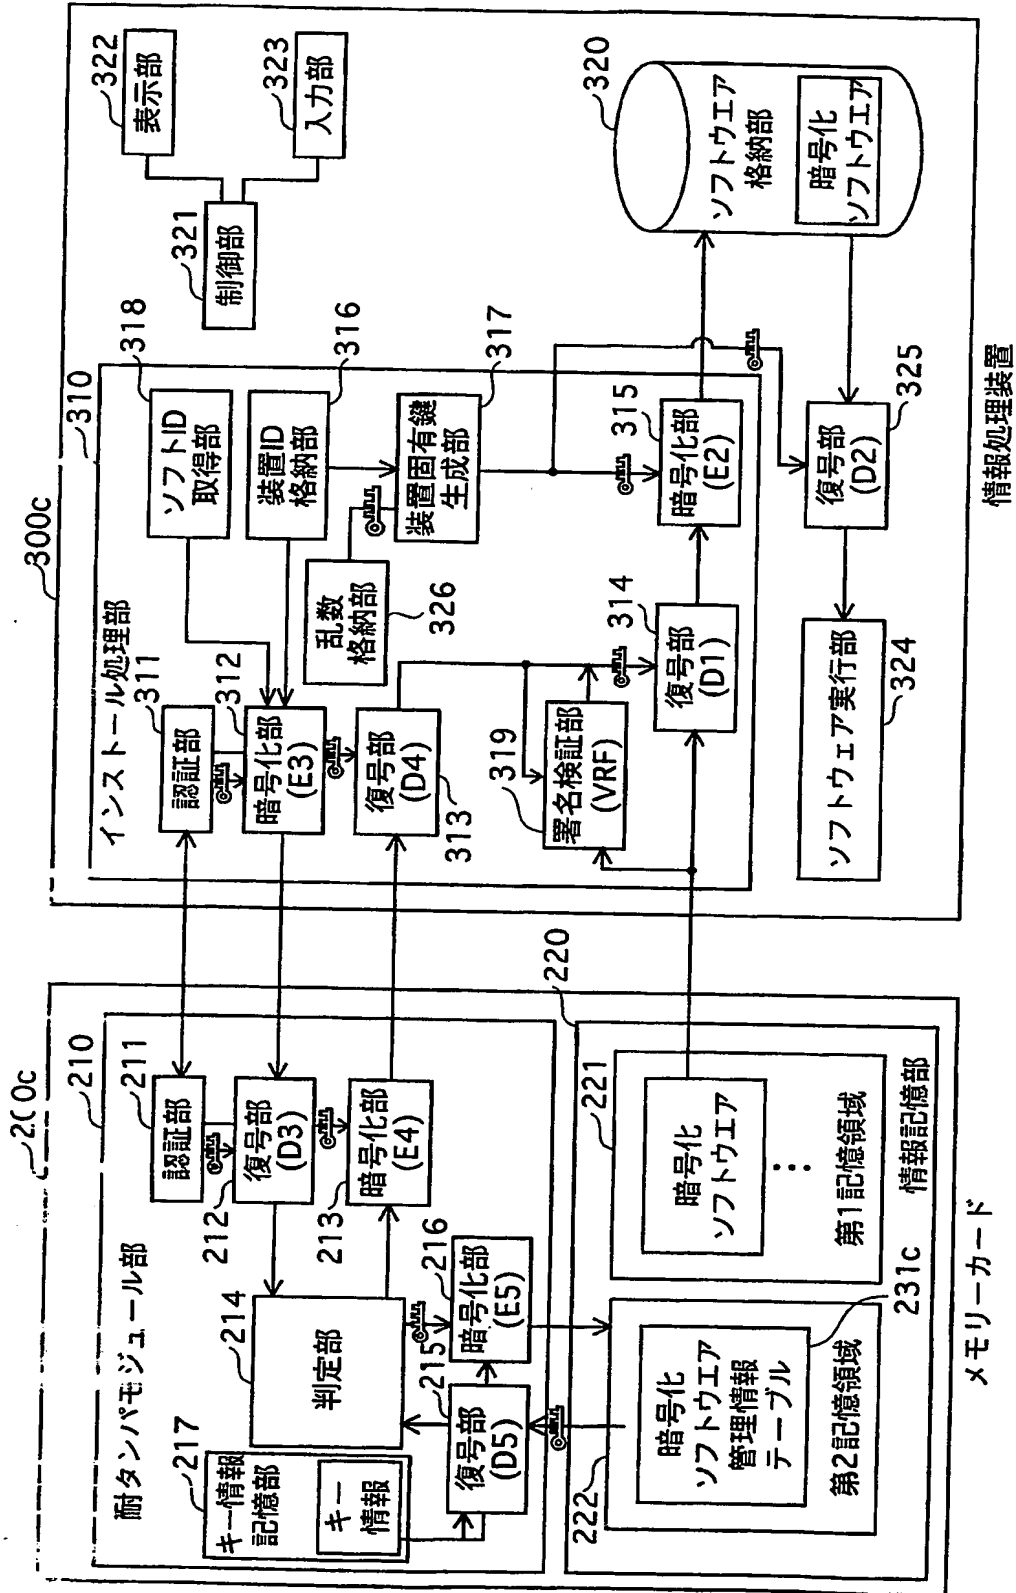 2(0c
210
耐タンパモジュール部
211
認証部
212
復号部
(D3)
213
暗号化部
(E4)
214
判定部
215
復号部
(D5)
216
暗号化部
(E5)
217
キー情報
記憶部
キー
情報
220
221
暗号化
ソフトウエア
⋮
第1記憶領域
情報記憶部
222
暗号化
ソフトウエア
管理情報
テーブル
第2記憶領域
231c
メモリーカード
300c
310
インストール処理部
311
認証部
312
暗号化部
(E3)
313
復号部
(D4)
318
ソフトID
取得部
316
装置ID
格納部
317
装置固有鍵
生成部
326
乱数
格納部
319
署名検証部
(VRF)
314
復号部
(D1)
315
暗号化部
(E2)
321
制御部
322
表示部
323
入力部
320
ソフトウエア
格納部
暗号化
ソフトウエア
325
復号部
(D2)
324
ソフトウェア実行部
情報処理装置